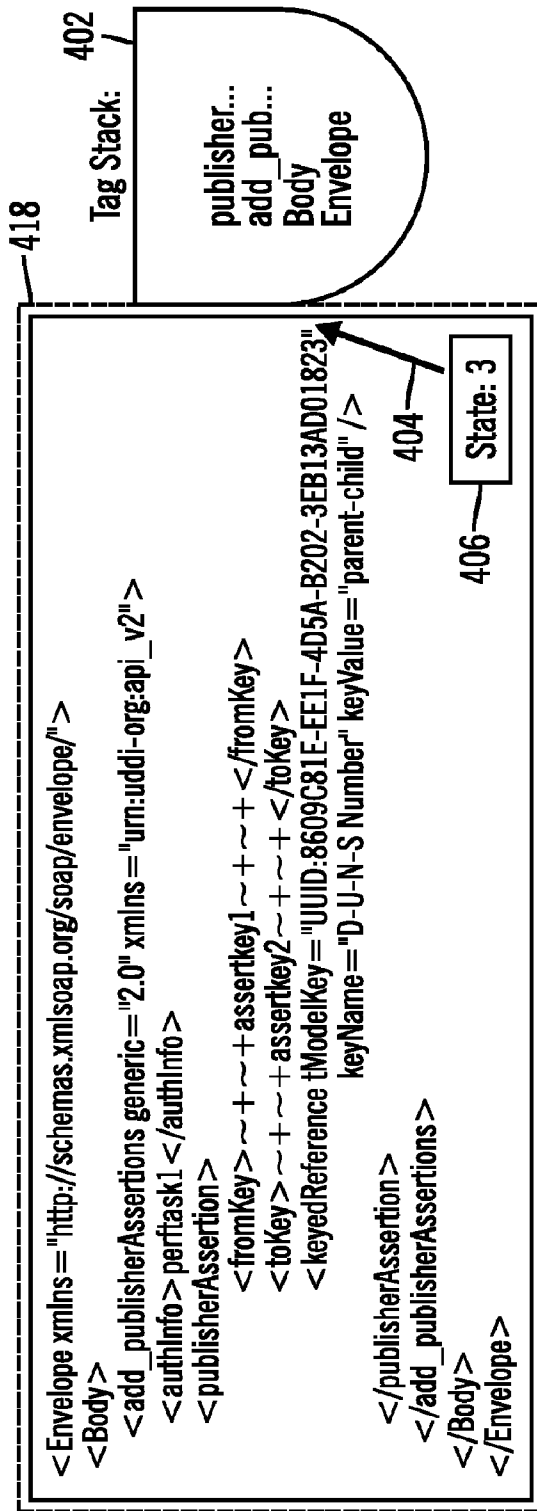 418
Tag Stack:
402
<Envelope xmlns="http://schemas.xmlsoap.org/soap/envelope/">
<Body>
<add_publisherAssertions generic="2.0" xmlns="urn:uddi-org:api_v2">
<authInfo>perftask1</authInfo>
<publisherAssertion>
<fromKey>~+~+~+assertkey1~+~+~+</fromKey>
<toKey>~+~+~+assertkey2~+~+~+</toKey>
<keyedReference tModelKey="UUID:8609C81E-EE1F-4D5A-B202-3EB13AD01823"
keyName="D-U-N-S Number" keyValue="parent-child" />
</publisherAssertion>
</add_publisherAssertions>
</Body>
</Envelope>
publisher...
add_pub...
Body
Envelope
404
406
State: 3